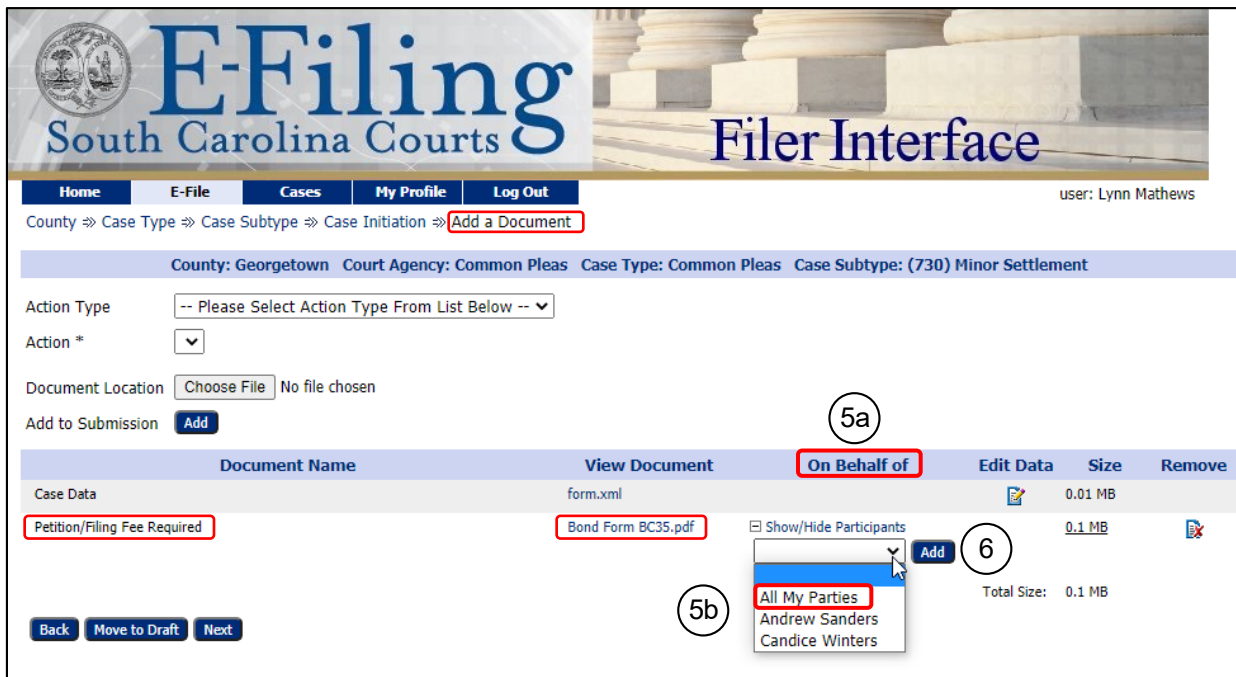 E-Filing
South Carolina Courts
Filer Interface
Home E-File Cases My Profile Log Out
user: Lynn Mathews
County ⇒ Case Type ⇒ Case Subtype ⇒ Case Initiation ⇒ Add a Document
County: Georgetown Court Agency: Common Pleas Case Type: Common Pleas Case Subtype: (730) Minor Settlement
Action Type -- Please Select Action Type From List Below --
Action *
Document Location Choose File No file chosen
Add to Submission Add
5a
Document Name View Document On Behalf of Edit Data Size Remove
Case Data form.xml 0.01 MB
Petition/Filing Fee Required Bond Form BC35.pdf Show/Hide Participants 0.1 MB
Add 6
All My Parties Total Size: 0.1 MB
5b
Andrew Sanders
Candice Winters
Back Move to Draft Next